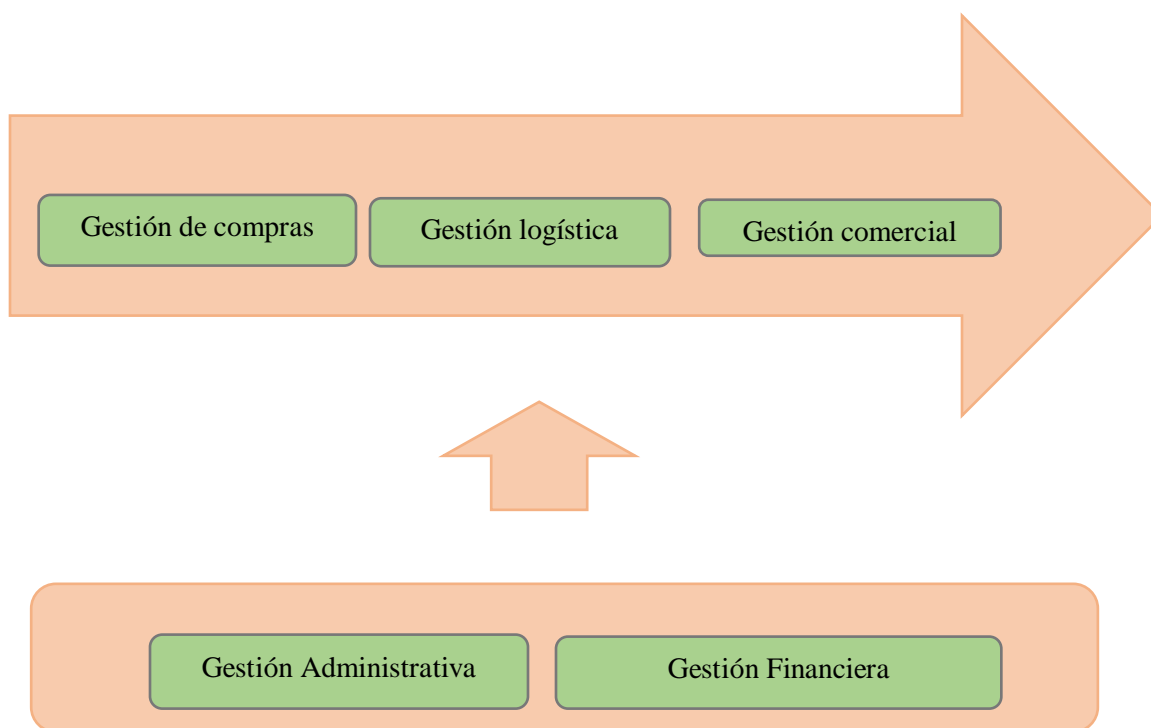 Gestión de compras
Gestión logística
Gestión comercial
Gestión Administrativa
Gestión Financiera